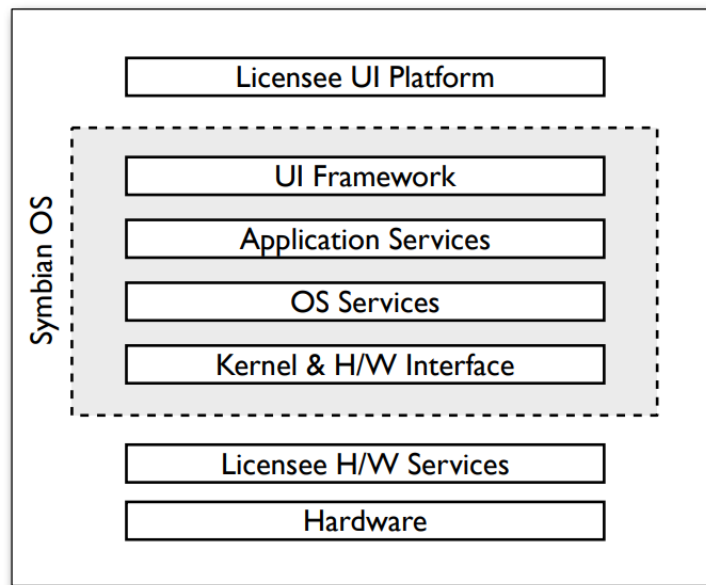 Licensee UI Platform
Symbian OS
UI Framework
Application Services
OS Services
Kernel & H/W Interface
Licensee H/W Services
Hardware